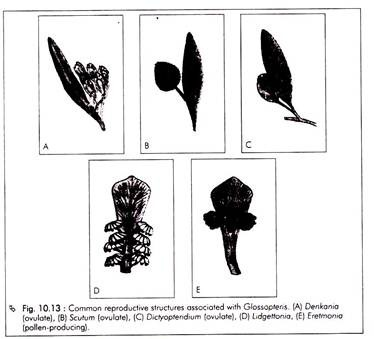 A
B
C
D
E
Fig. 10.13 : Common reproductive structures associated with Glossopteris. (A) Denkania
(ovulate), (B) Scutum (ovulate), (C) Dictyopteridium (ovulate), (D) Lidgettonia, (E) Eretmonia
(pollen-producing).